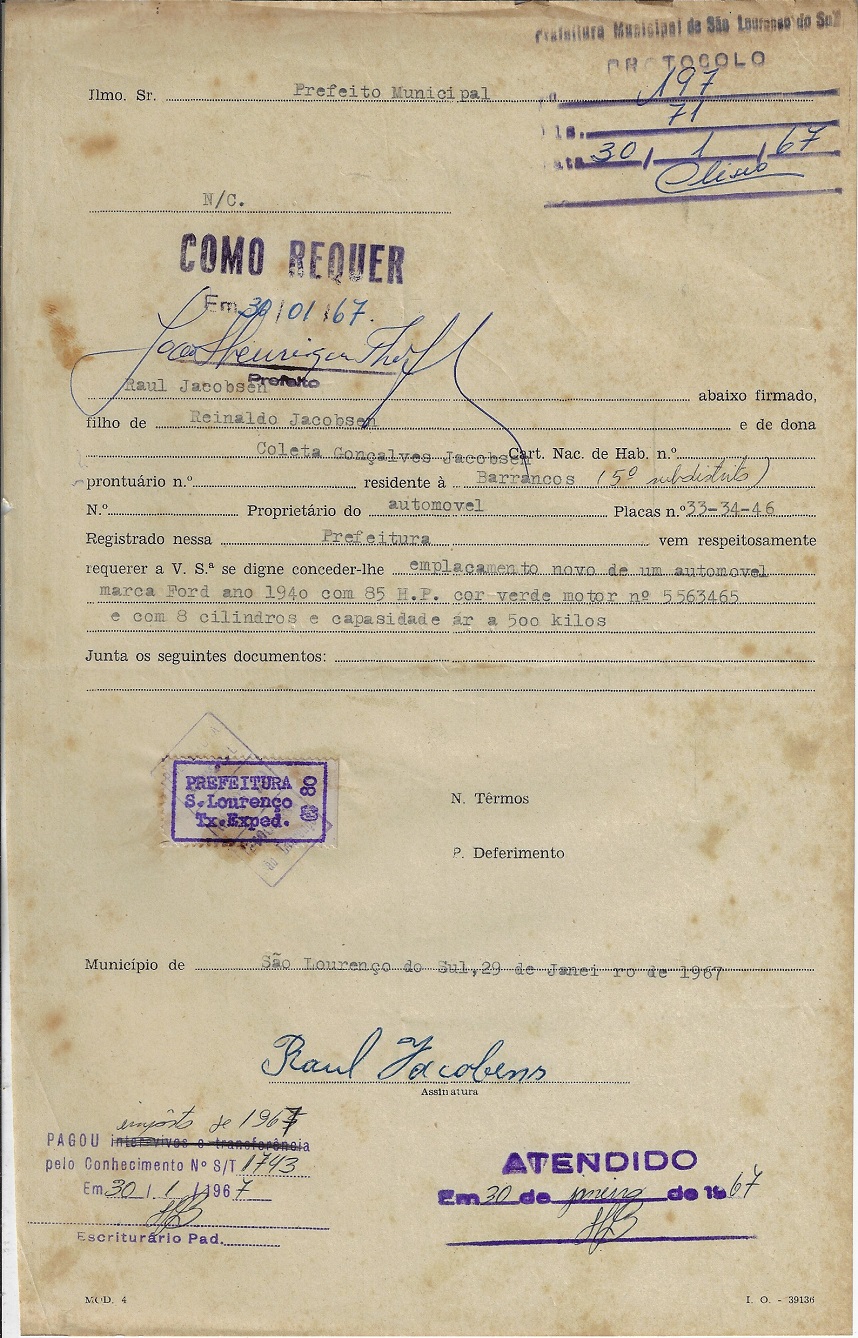 Prefeitura Municipal de São Lourenço do Sul
PROTOCOLO
Ilmo. Sr. Prefeito Municipal
197
71
30 / 1 / 67
N/C.
COMO REQUER
Em 30/01/67.
Prefeito
Raul Jacobsen abaixo firmado,
filho de Reinaldo Jacobsen e de dona
Coleta Gonçalves Jacobsen Cart. Nac. de Hab. n.º
prontuário n.º residente à Barrancos (5º subdistrito)
N.º Proprietário do automovel Placas n.º 33-34-46
Registrado nessa Prefeitura vem respeitosamente
requerer a V. S.ª se digne conceder-lhe emplacamento novo de um automovel
marca Ford ano 1940 com 85 H.P. cor verde motor nº 5563465
e com 8 cilindros e capasidade ár a 500 kilos
Junta os seguintes documentos:
PREFEITURA
S. Lourenço
Tx. Exped.
80
N. Têrmos
P. Deferimento
Município de São Lourenço do Sul, 29 de Janei ro de 1967
Raul Jacobens
Assinatura
impôsto de 1967
PAGOU inter-vivos e transferência
pelo Conhecimento Nº S/T 1743
Em 30 / 1 / 1967
Escriturário Pad.
ATENDIDO
Em 30 de janeiro de 1967
MOD. 4
I. O. - 39136